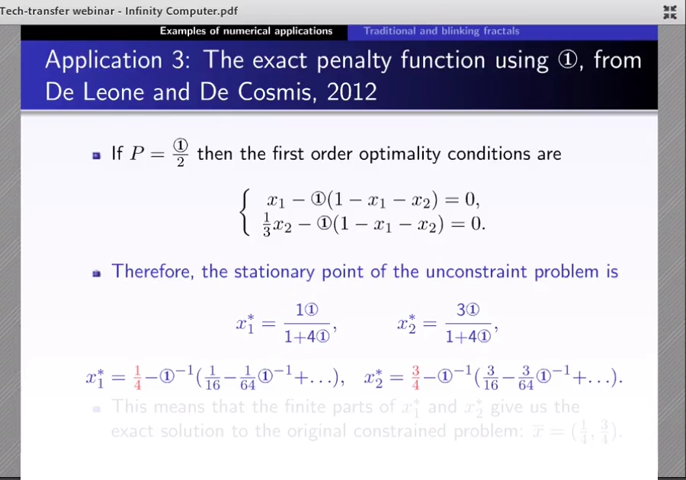 Tech-transfer webinar - Infinity Computer.pdf
Examples of numerical applications Traditional and blinking fractals
Application 3: The exact penalty function using ①, from
De Leone and De Cosmis, 2012
If P = ①/2 then the first order optimality conditions are
x₁ − ①(1 − x₁ − x₂) = 0,
1/3 x₂ − ①(1 − x₁ − x₂) = 0.
Therefore, the stationary point of the unconstraint problem is
x₁* = 1①/(1+4①), x₂* = 3①/(1+4①),
x₁* = 1/4 −①⁻¹(1/16 − 1/64 ①⁻¹+…), x₂* = 3/4 −①⁻¹(3/16 − 3/64 ①⁻¹+…).
This means that the finite parts of x₁* and x₂* give us the
exact solution to the original constrained problem: x̄ = (1/4, 3/4).